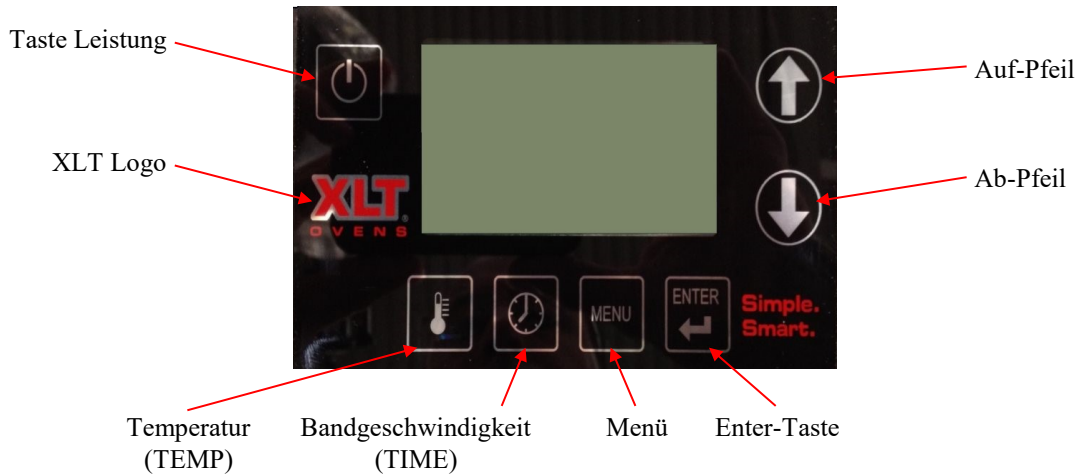 Taste Leistung
Auf-Pfeil
XLT Logo
XLT
OVENS
Ab-Pfeil
ENTER
MENU
Simple.
Smart.
Temperatur
(TEMP)
Bandgeschwindigkeit
(TIME)
Menü
Enter-Taste